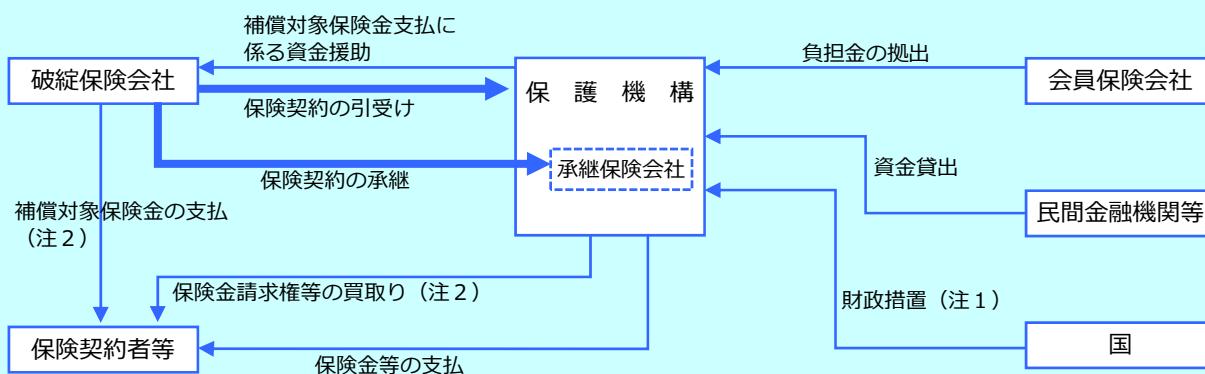 補償対象保険金支払に
係る資金援助
負担金の拠出
破綻保険会社
保護機構
会員保険会社
保険契約の引受け
承継保険会社
資金貸出
保険契約の承継
補償対象保険金の支払
（注２）
民間金融機関等
保険金請求権等の買取り（注２）
財政措置（注１）
保険契約者等
国
保険金等の支払